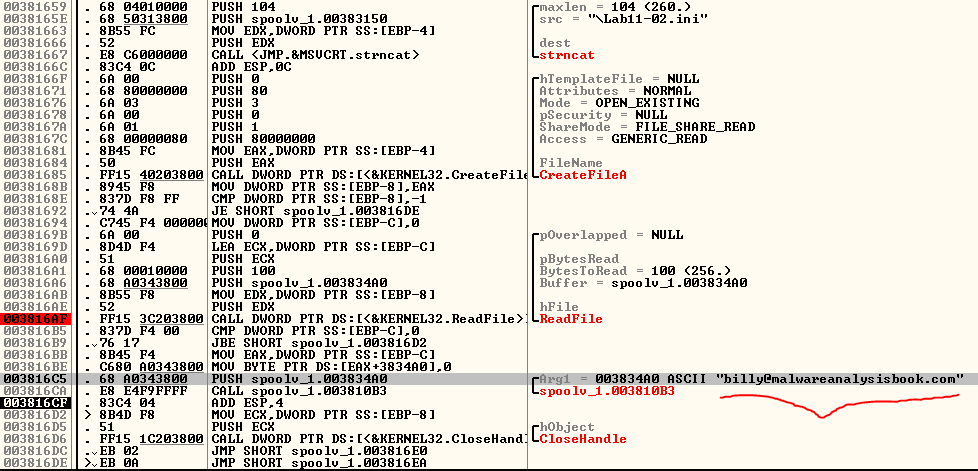 00381659 . 68 04010000 PUSH 104 maxlen = 104 (260.)
0038165E . 68 50313800 PUSH spoolv_1.00383150 src = "\Lab11-02.ini"
00381663 . 8B55 FC MOV EDX,DWORD PTR SS:[EBP-4]
00381666 . 52 PUSH EDX dest
00381667 . E8 C6000000 CALL <JMP.&MSVCRT.strncat> strncat
0038166C . 83C4 0C ADD ESP,0C
0038166F . 6A 00 PUSH 0 hTemplateFile = NULL
00381671 . 68 80000000 PUSH 80 Attributes = NORMAL
00381676 . 6A 03 PUSH 3 Mode = OPEN_EXISTING
00381678 . 6A 00 PUSH 0 pSecurity = NULL
0038167A . 6A 01 PUSH 1 ShareMode = FILE_SHARE_READ
0038167C . 68 00000080 PUSH 80000000 Access = GENERIC_READ
00381681 . 8B45 FC MOV EAX,DWORD PTR SS:[EBP-4]
00381684 . 50 PUSH EAX FileName
00381685 . FF15 40203800 CALL DWORD PTR DS:[<&KERNEL32.CreateFile CreateFileA
0038168B . 8945 F8 MOV DWORD PTR SS:[EBP-8],EAX
0038168E . 837D F8 FF CMP DWORD PTR SS:[EBP-8],-1
00381692 .v 74 4A JE SHORT spoolv_1.003816DE
00381694 . C745 F4 000000 MOV DWORD PTR SS:[EBP-C],0
0038169B . 6A 00 PUSH 0 pOverlapped = NULL
0038169D . 8D4D F4 LEA ECX,DWORD PTR SS:[EBP-C]
003816A0 . 51 PUSH ECX pBytesRead
003816A1 . 68 00010000 PUSH 100 BytesToRead = 100 (256.)
003816A6 . 68 A0343800 PUSH spoolv_1.003834A0 Buffer = spoolv_1.003834A0
003816AB . 8B55 F8 MOV EDX,DWORD PTR SS:[EBP-8]
003816AE . 52 PUSH EDX hFile
003816AF . FF15 3C203800 CALL DWORD PTR DS:[<&KERNEL32.ReadFile>] ReadFile
003816B5 . 837D F4 00 CMP DWORD PTR SS:[EBP-C],0
003816B9 .v 76 17 JBE SHORT spoolv_1.003816D2
003816BB . 8B45 F4 MOV EAX,DWORD PTR SS:[EBP-C]
003816BE . C680 A0343800 MOV BYTE PTR DS:[EAX+3834A0],0
003816C5 . 68 A0343800 PUSH spoolv_1.003834A0 Arg1 = 003834A0 ASCII "billy@malwareanalysisbook.com"
003816CA . E8 E4F9FFFF CALL spoolv_1.003810B3 spoolv_1.003810B3
003816CF . 83C4 04 ADD ESP,4
003816D2 > 8B4D F8 MOV ECX,DWORD PTR SS:[EBP-8]
003816D5 . 51 PUSH ECX hObject
003816D6 . FF15 1C203800 CALL DWORD PTR DS:[<&KERNEL32.CloseHandl CloseHandle
003816DC .v EB 02 JMP SHORT spoolv_1.003816E0
003816DE >v EB 0A JMP SHORT spoolv_1.003816EA